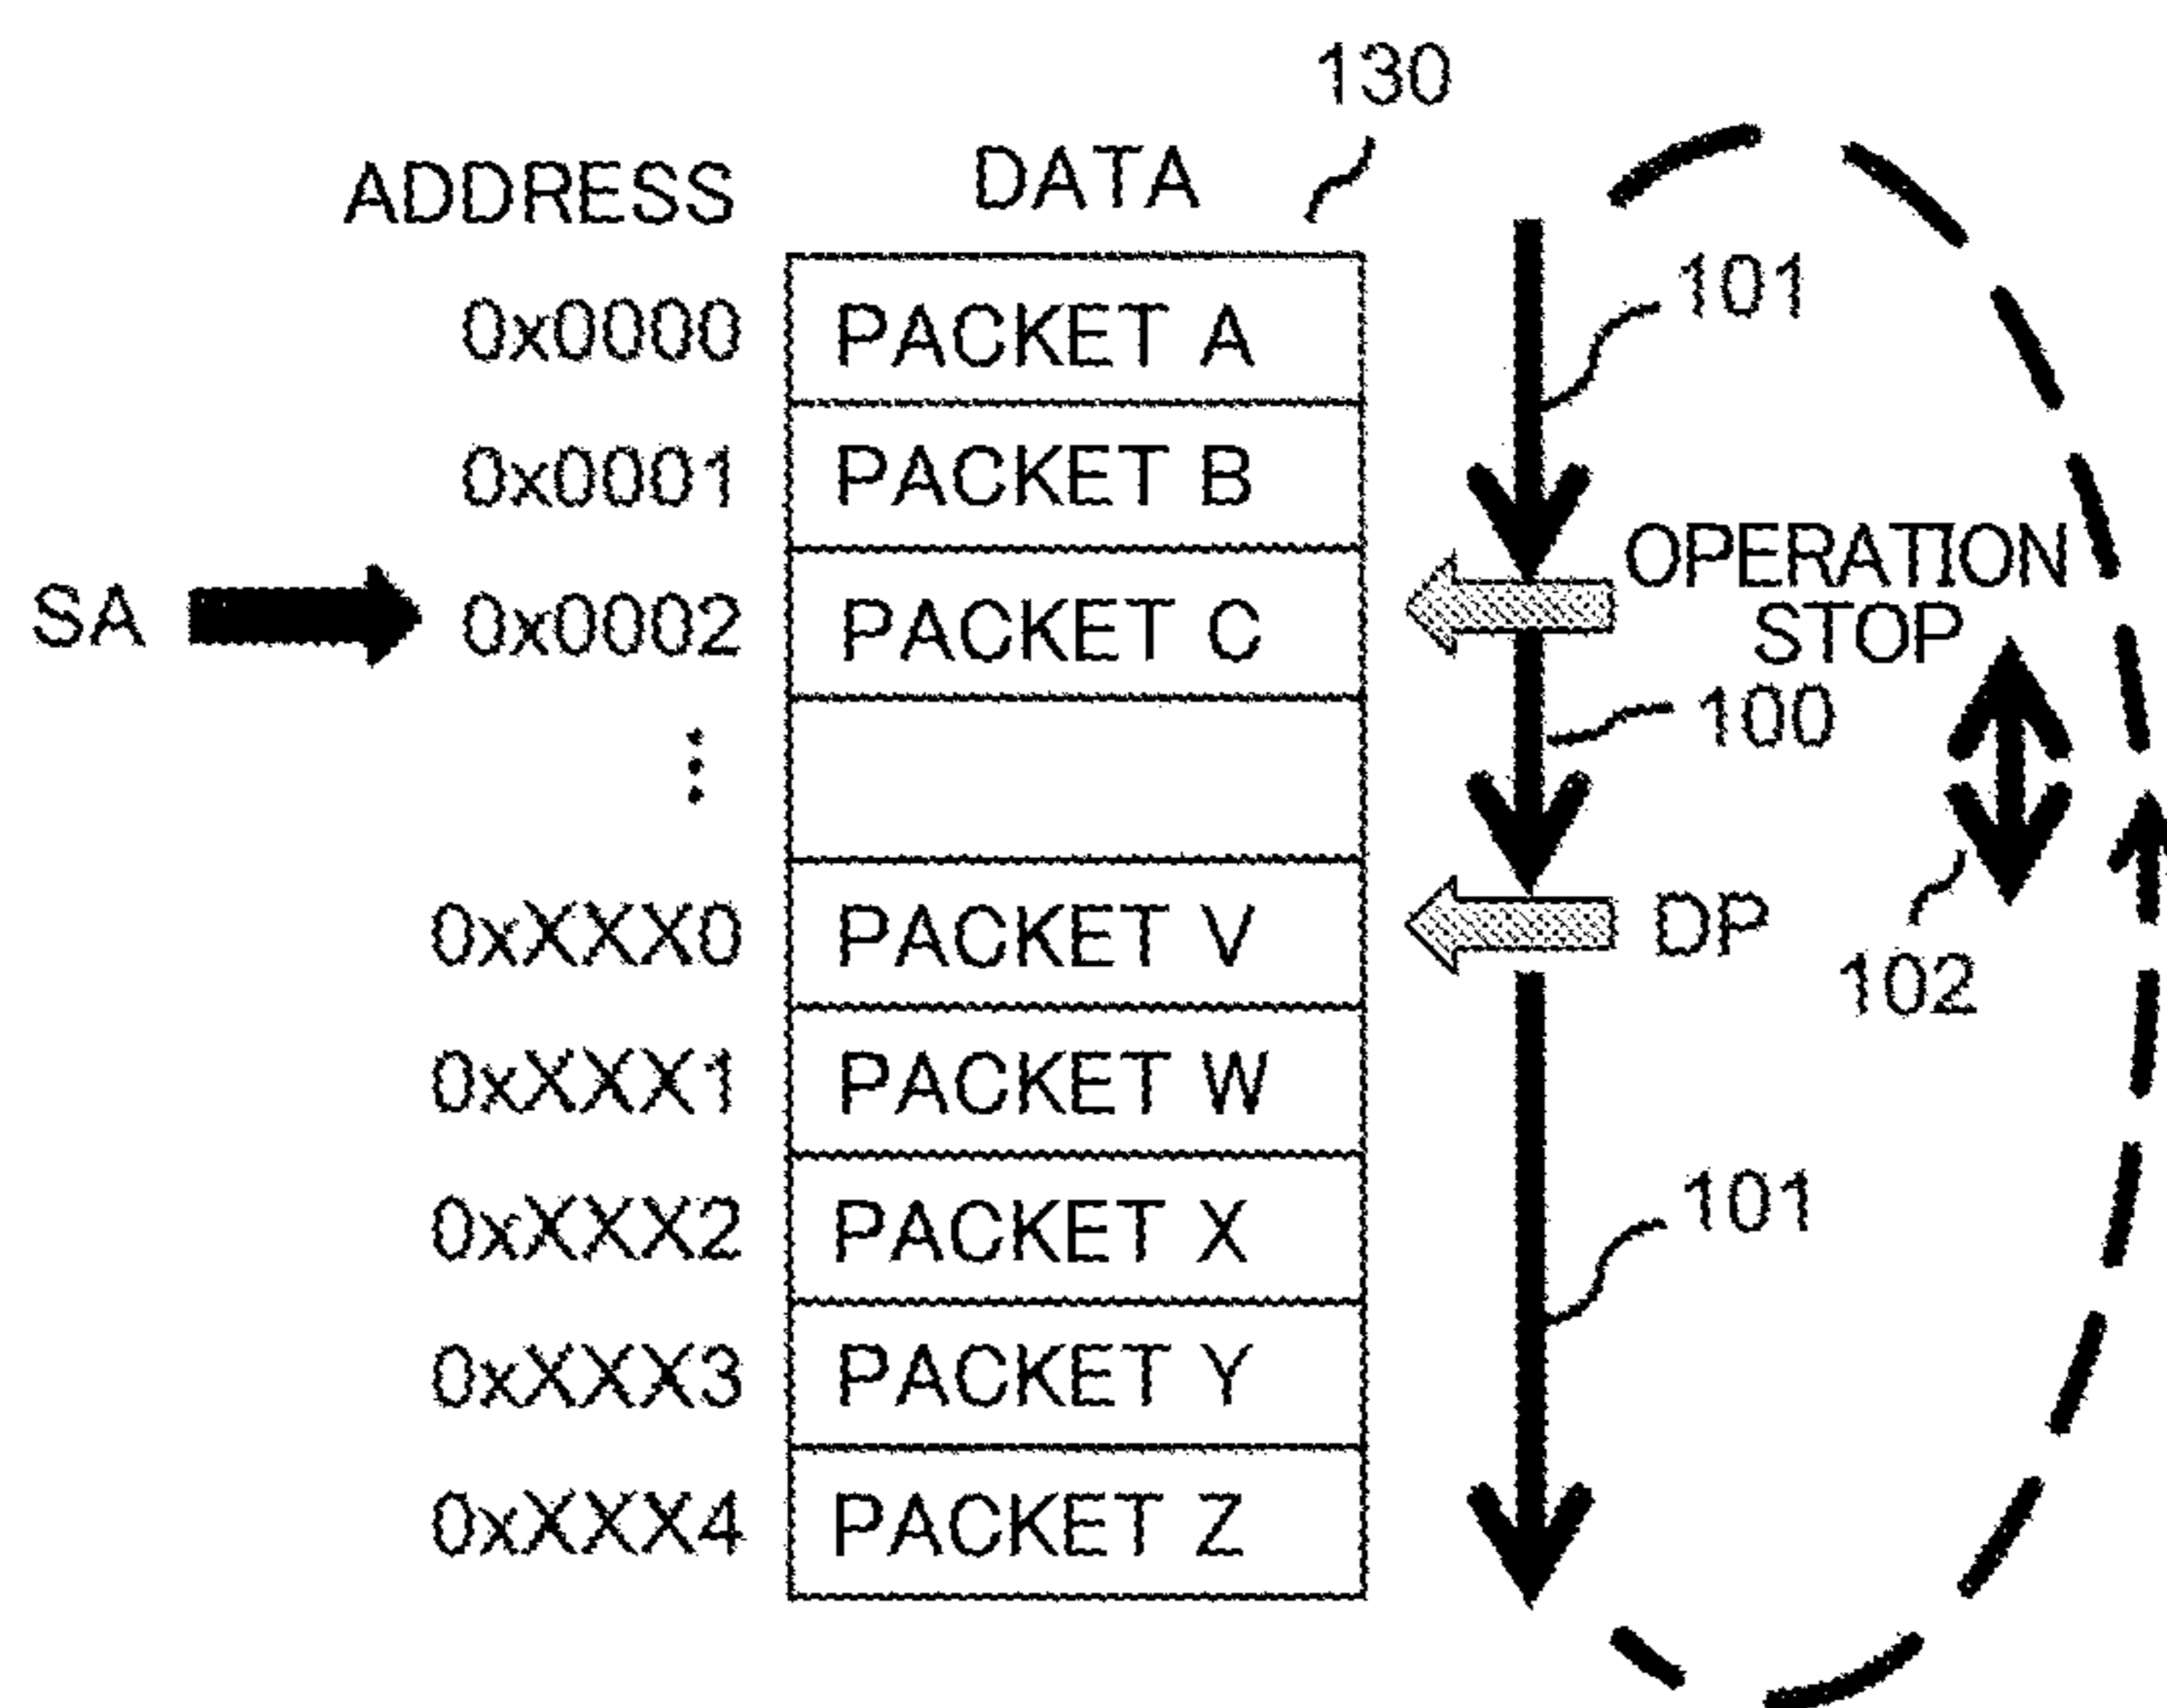 130
ADDRESS DATA
0x0000 PACKET A 101
0x0001 PACKET B
OPERATION
STOP
SA 0x0002 PACKET C
100
0xXXX0 PACKET V DP
102
0xXXX1 PACKET W
0xXXX2 PACKET X 101
0xXXX3 PACKET Y
0xXXX4 PACKET Z